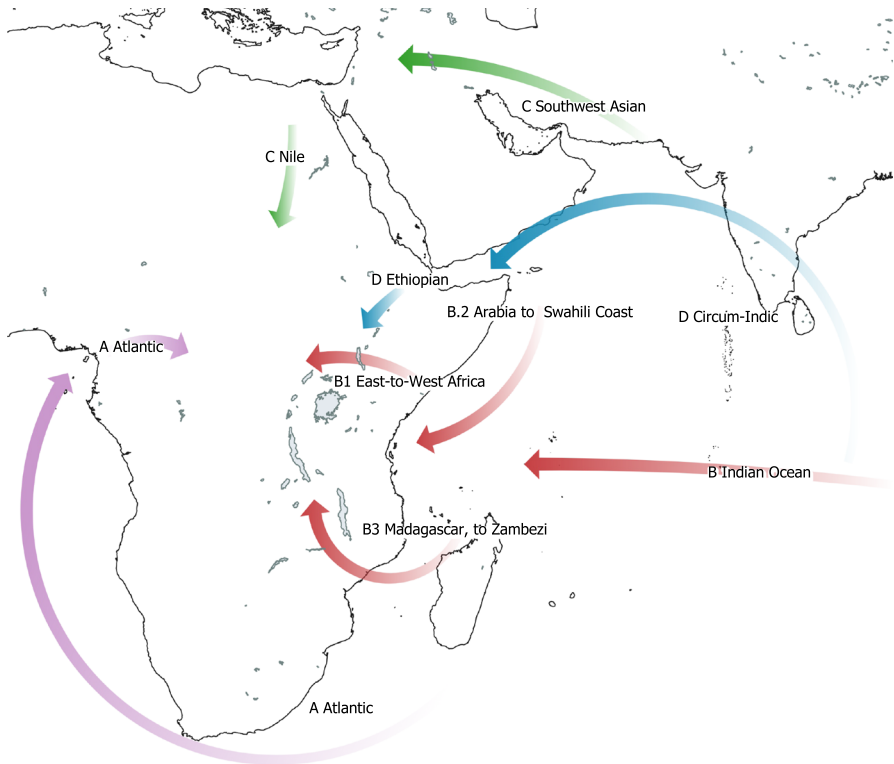 C Southwest Asian
C Nile
D Ethiopian
B.2 Arabia to  Swahili Coast
D Circum-Indic
A Atlantic
B1 East-to-West Africa
B Indian Ocean
B3 Madagascar, to Zambezi
A Atlantic